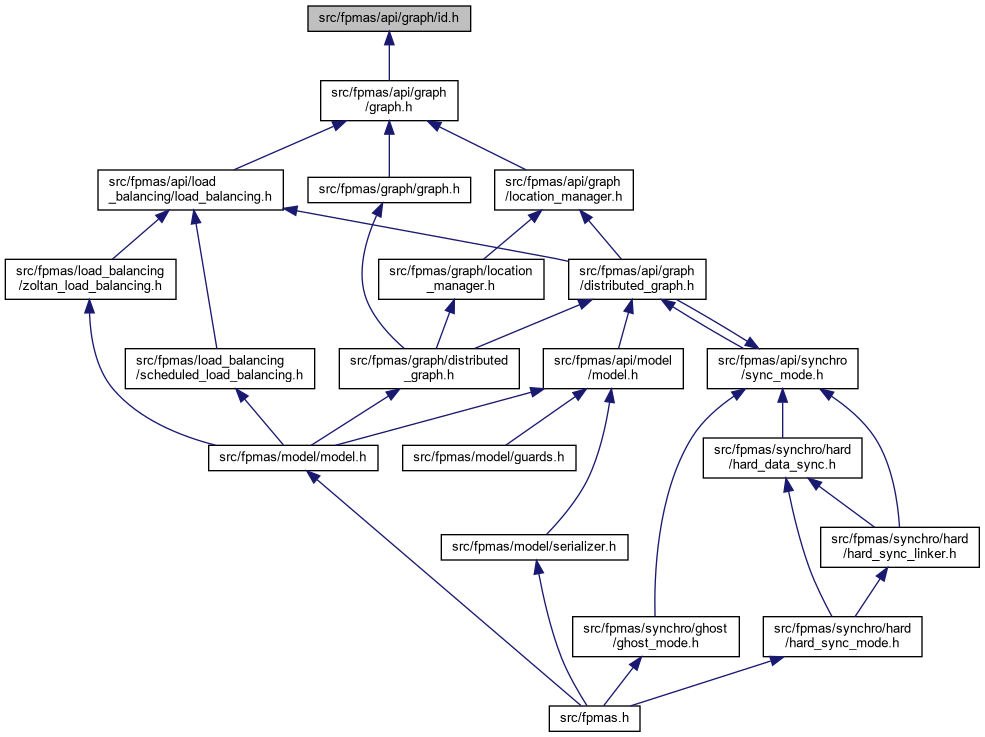 src/fpmas/api/graph/id.h
src/fpmas/api/graph
/graph.h
src/fpmas/api/load
_balancing/load_balancing.h
src/fpmas/graph/graph.h
src/fpmas/api/graph
/location_manager.h
src/fpmas/load_balancing
/zoltan_load_balancing.h
src/fpmas/graph/location
_manager.h
src/fpmas/api/graph
/distributed_graph.h
src/fpmas/load_balancing
/scheduled_load_balancing.h
src/fpmas/graph/distributed
_graph.h
src/fpmas/api/model
/model.h
src/fpmas/api/synchro
/sync_mode.h
src/fpmas/model/model.h
src/fpmas/model/guards.h
src/fpmas/synchro/hard
/hard_data_sync.h
src/fpmas/model/serializer.h
src/fpmas/synchro/hard
/hard_sync_linker.h
src/fpmas/synchro/ghost
/ghost_mode.h
src/fpmas/synchro/hard
/hard_sync_mode.h
src/fpmas.h